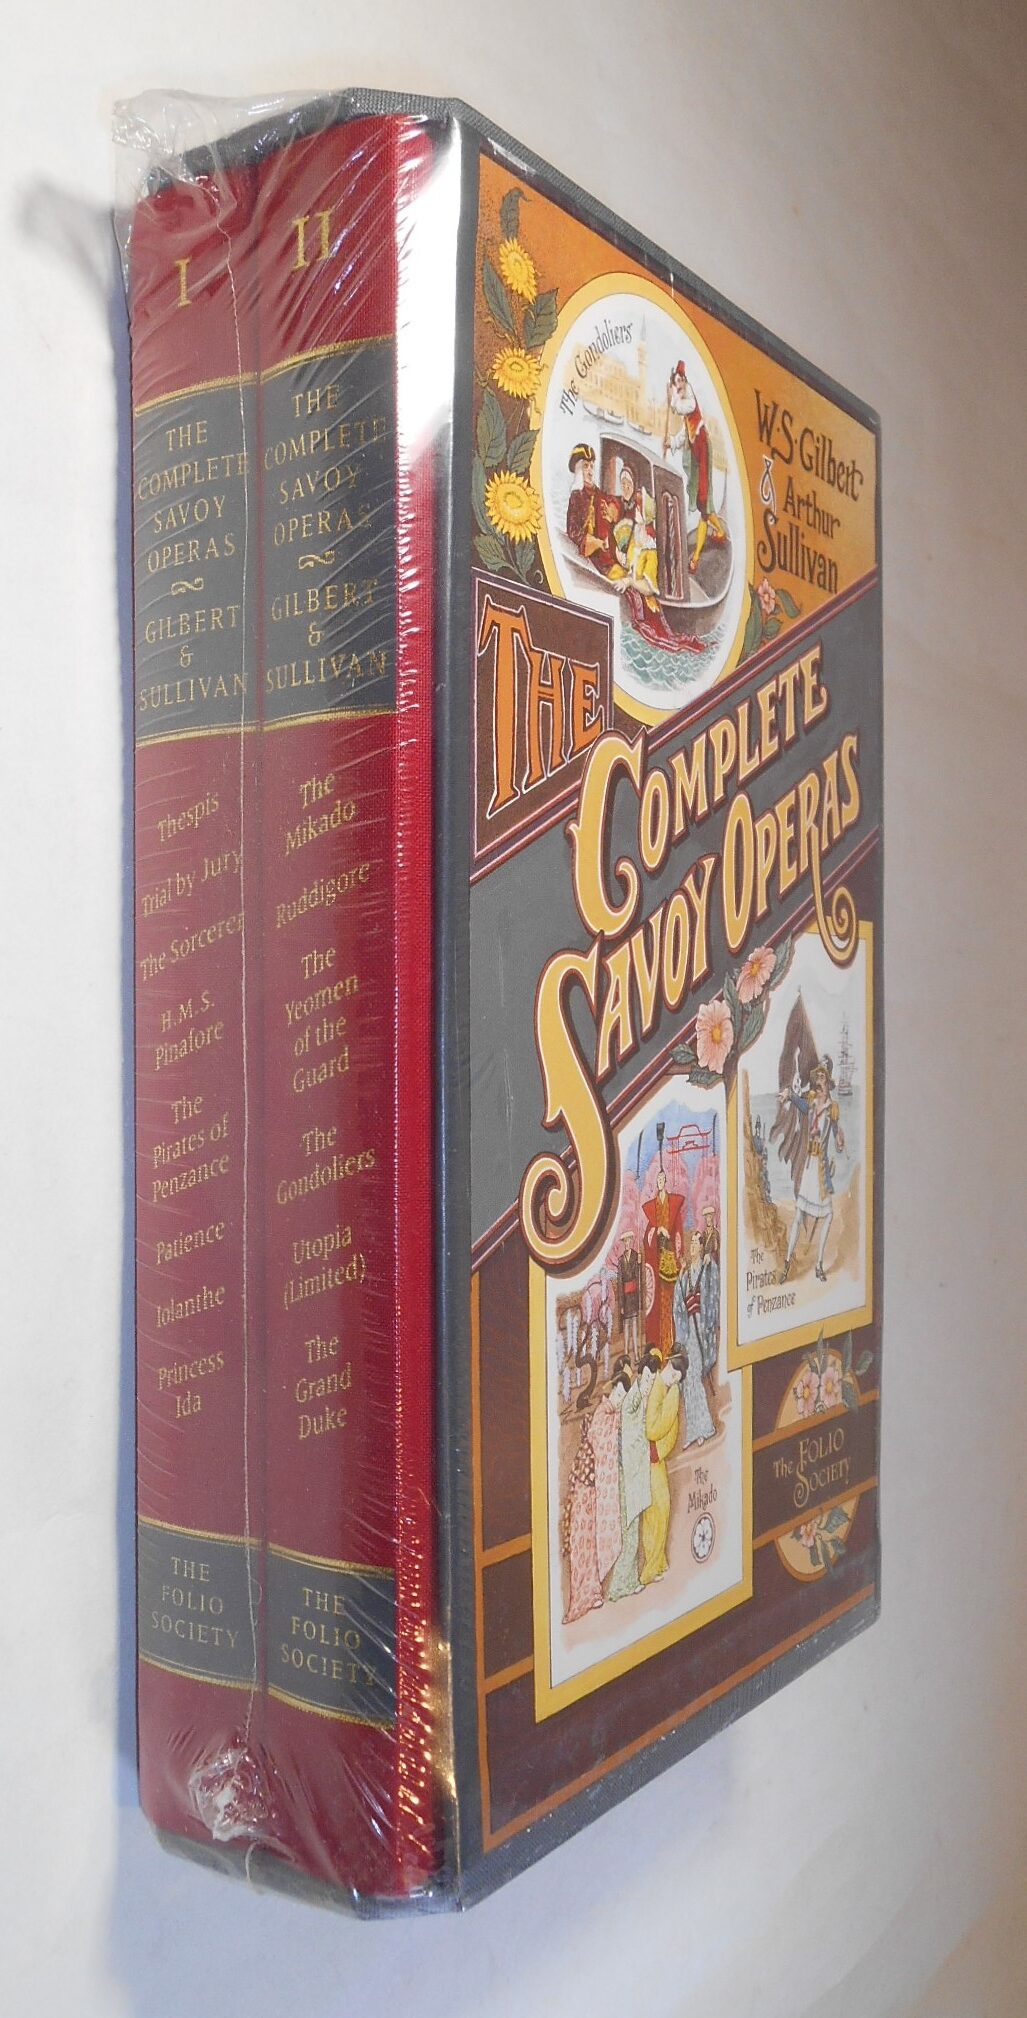 I
THE
COMPLETE
SAVOY
OPERAS
GILBERT
&
SULLIVAN
Thespis
Trial by Jury
The Sorcerer
H.M.S.
Pinafore
The
Pirates of
Penzance
Patience
Iolanthe
Princess
Ida
THE
FOLIO
SOCIETY
II
THE
COMPLETE
SAVOY
OPERAS
GILBERT
&
SULLIVAN
The
Mikado
Ruddigore
The
Yeomen
of the
Guard
The
Gondoliers
Utopia
(Limited)
The
Grand
Duke
THE
FOLIO
SOCIETY
The Gondoliers
W·S·Gilbert
&
Arthur
Sullivan
THE
COMPLETE
SAVOY OPERAS
The
Pirates
of Penzance
The
Mikado
The FOLIO
SOCIETY